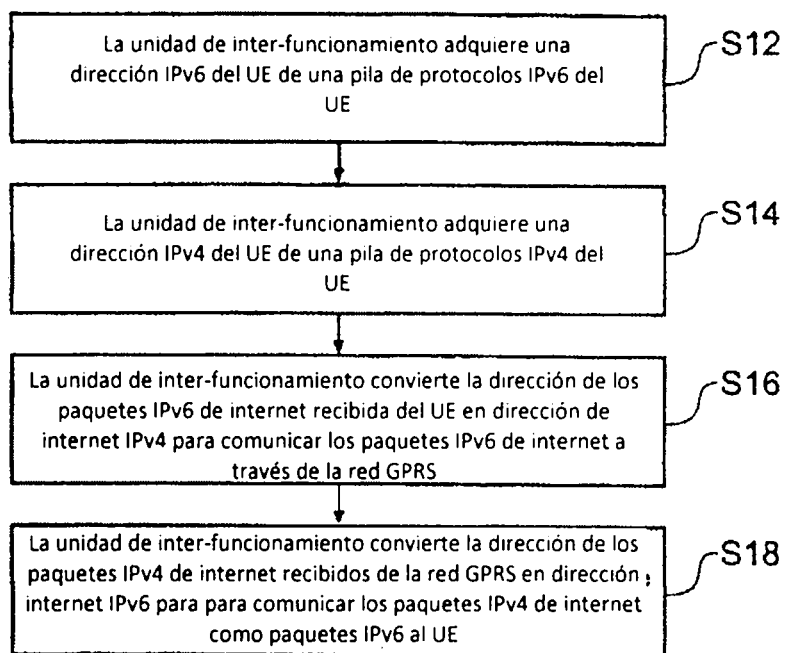 La unidad de inter-funcionamiento adquiere una
dirección IPv6 del UE de una pila de protocolos IPv6 del
UE
S12
La unidad de inter-funcionamiento adquiere una
dirección IPv4 del UE de una pila de protocolos IPv4 del
UE
S14
La unidad de inter-funcionamiento convierte la dirección de los
paquetes IPv6 de internet recibida del UE en dirección de
internet IPv4 para comunicar los paquetes IPv6 de internet a
través de la red GPRS
S16
La unidad de inter-funcionamiento convierte la dirección de los
paquetes IPv4 de internet recibidos de la red GPRS en dirección ;
internet IPv6 para para comunicar los paquetes IPv4 de internet
como paquetes IPv6 al UE
S18